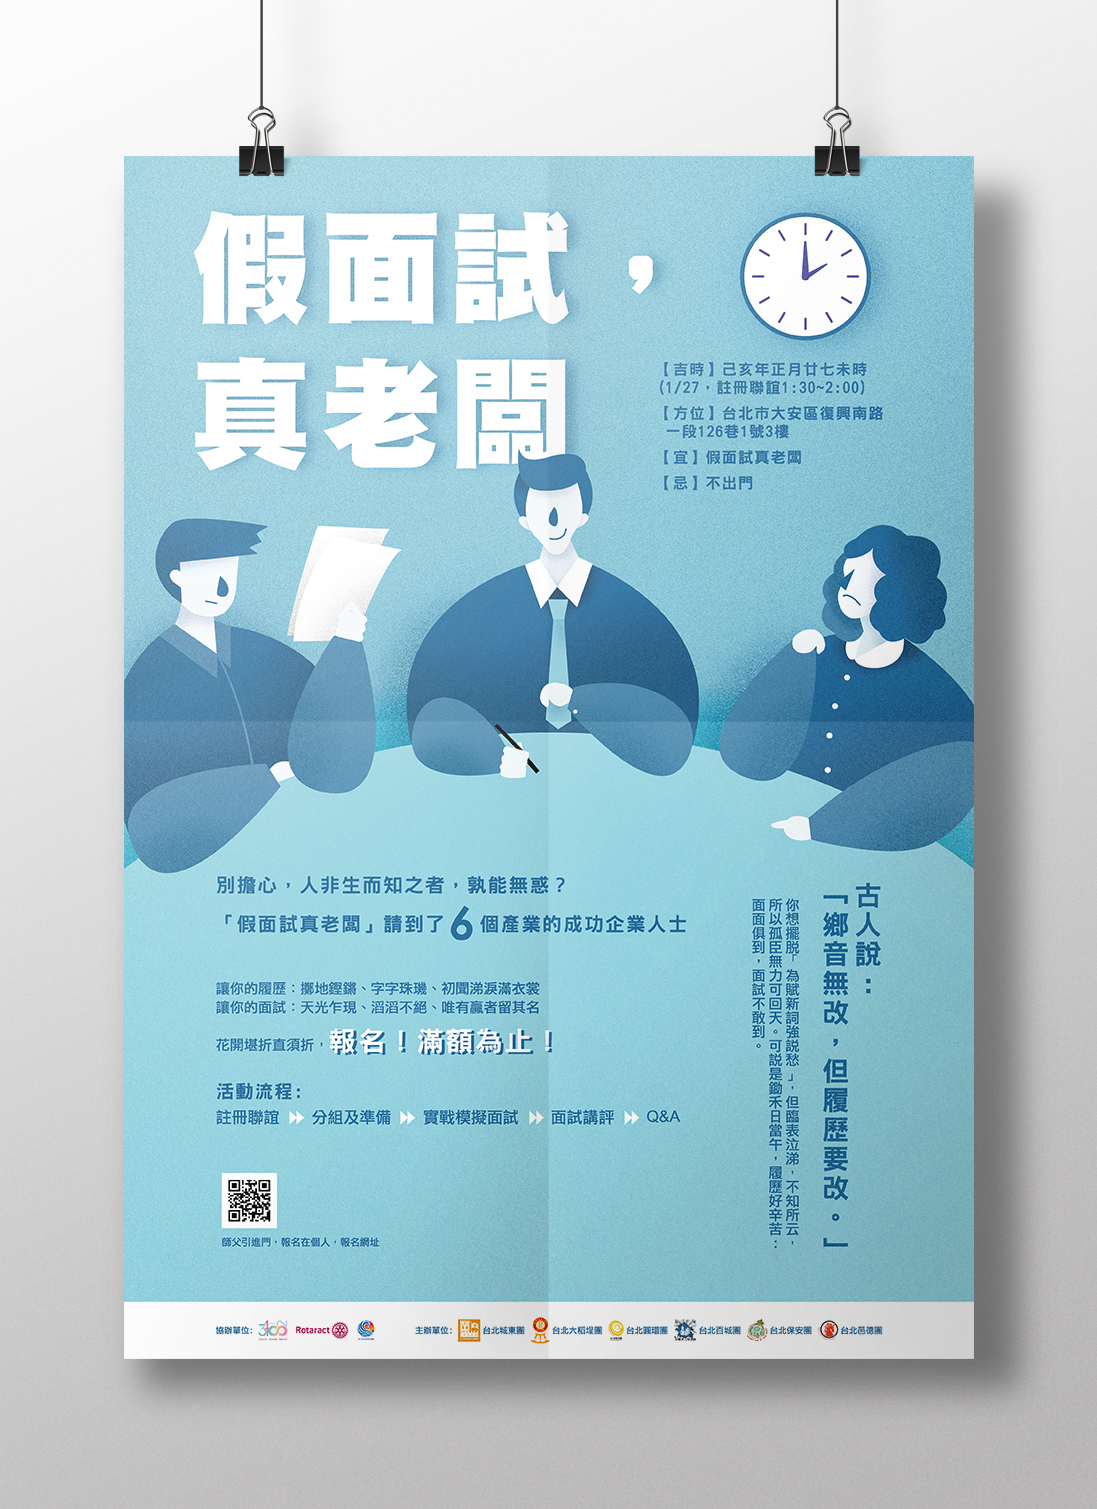 假面試，
真老闆
【吉時】己亥年正月廿七未時
(1/27，註冊聯誼1:30~2:00)
【方位】台北市大安區復興南路
一段126巷1號3樓
【宜】假面試真老闆
【忌】不出門
別擔心，人非生而知之者，孰能無惑？
「假面試真老闆」請到了6個產業的成功企業人士
讓你的履歷：擲地鏗鏘、字字珠璣、初聞涕淚滿衣裳
讓你的面試：天光乍現、滔滔不絕、唯有贏者留其名
花開堪折直須折，報名！滿額為止！
活動流程：
註冊聯誼 分組及準備 實戰模擬面試 面試講評 Q&A
師父引進門，報名在個人，報名網址
古人說：
「鄉音無改，但履歷要改。」
你想擺脫「為賦新詞強說愁」，但臨表泣涕，不知所云，
所以孤臣無力可回天。可說是鋤禾日當午，履歷好辛苦：
面面俱到，面試不敢到。
協辦單位： Rotaract
主辦單位： 台北城東團 台北大稻埕團 台北圓環團 台北百城團 台北保安團 台北邑德團